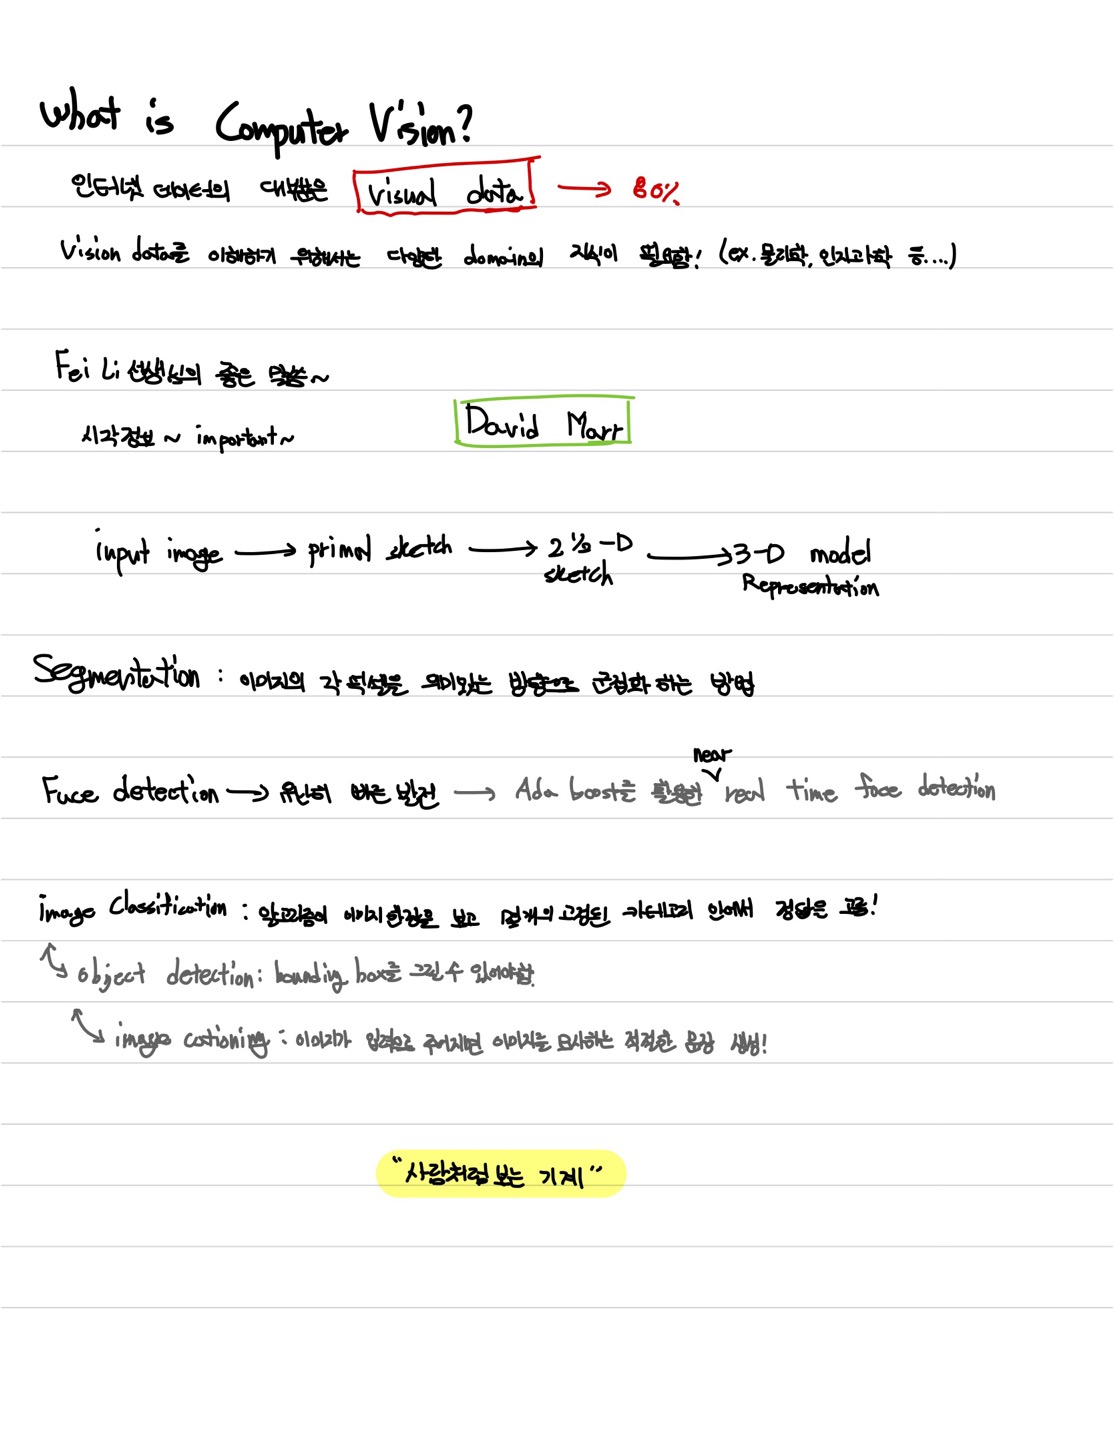 What is Computer Vision?
인터넷 데이터의 대부분은 visual data → 80%
Vision data를 이해하기 위해서는 다양한 domain의 지식이 필요함! (ex. 물리학, 인지과학 등....)
Fei Li 선생님의 좋은 말씀~
시각정보 ~ important ~
David Marr
input image → primal sketch → 2 1/2 -D sketch → 3-D model Representation
Segmentation : 이미지의 각 픽셀을 의미있는 방향으로 군집화 하는 방법
near
Face detection → 유난히 빠른 발전 → Ada boost를 활용한 real time face detection
image Classification : 알고리즘이 이미지 한장을 보고 몇개의 고정된 카테고리 안에서 정답을 고름!
object detection : bounding box를 그릴 수 있어야함.
image cationing : 이미지가 입력으로 주어지면 이미지를 묘사하는 적절한 문장 생성!
"사람처럼 보는 기계"